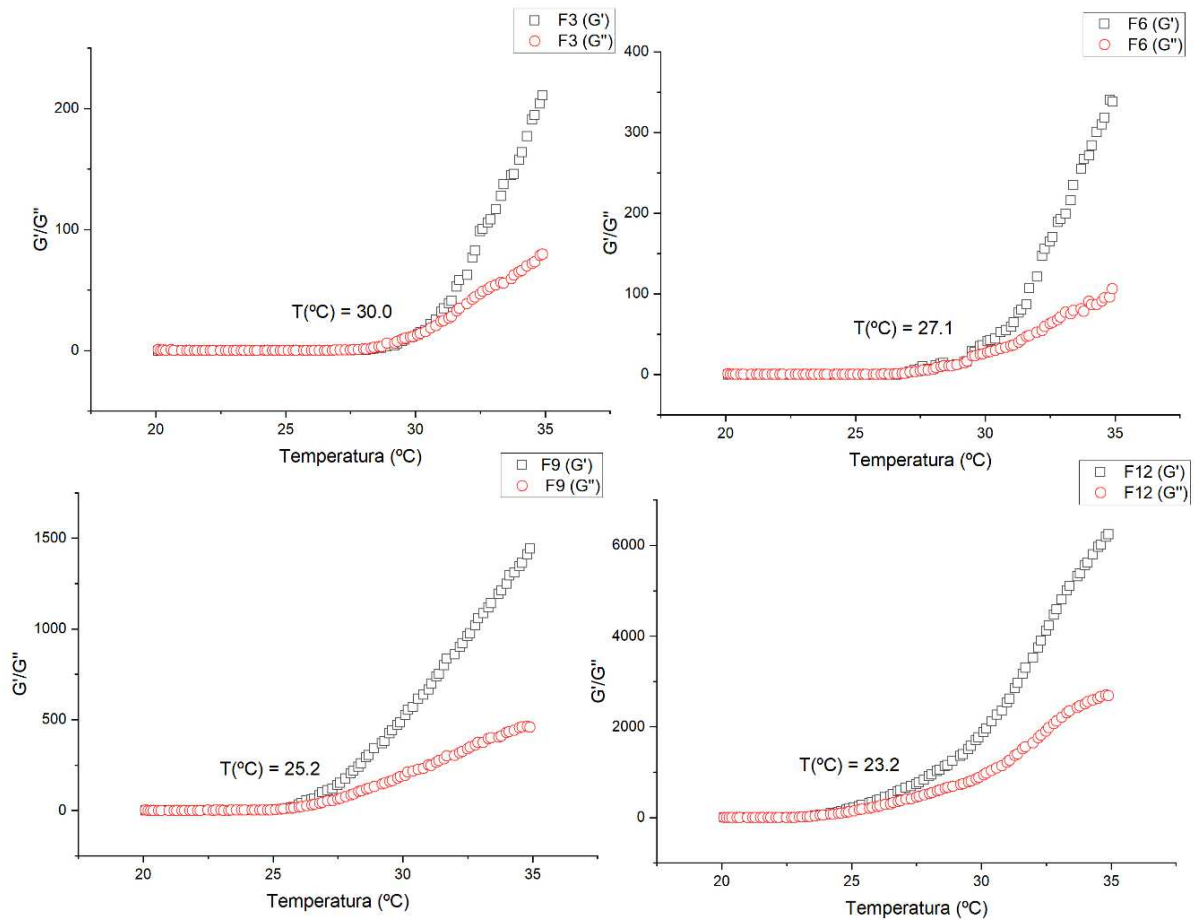 F3 (G')
F3 (G'')
200
100
0
G'/G''
T(ºC) = 30.0
20
25
30
35
Temperatura (ºC)
F6 (G')
F6 (G'')
400
350
300
200
100
0
G'/G''
T(ºC) = 27.1
20
25
30
35
Temperatura (ºC)
F9 (G')
F9 (G'')
1500
1000
500
0
G'/G''
T(ºC) = 25.2
20
25
30
35
Temperatura (ºC)
F12 (G')
F12 (G'')
6000
4000
2000
0
G'/G''
T(ºC) = 23.2
20
25
30
35
Temperatura (ºC)